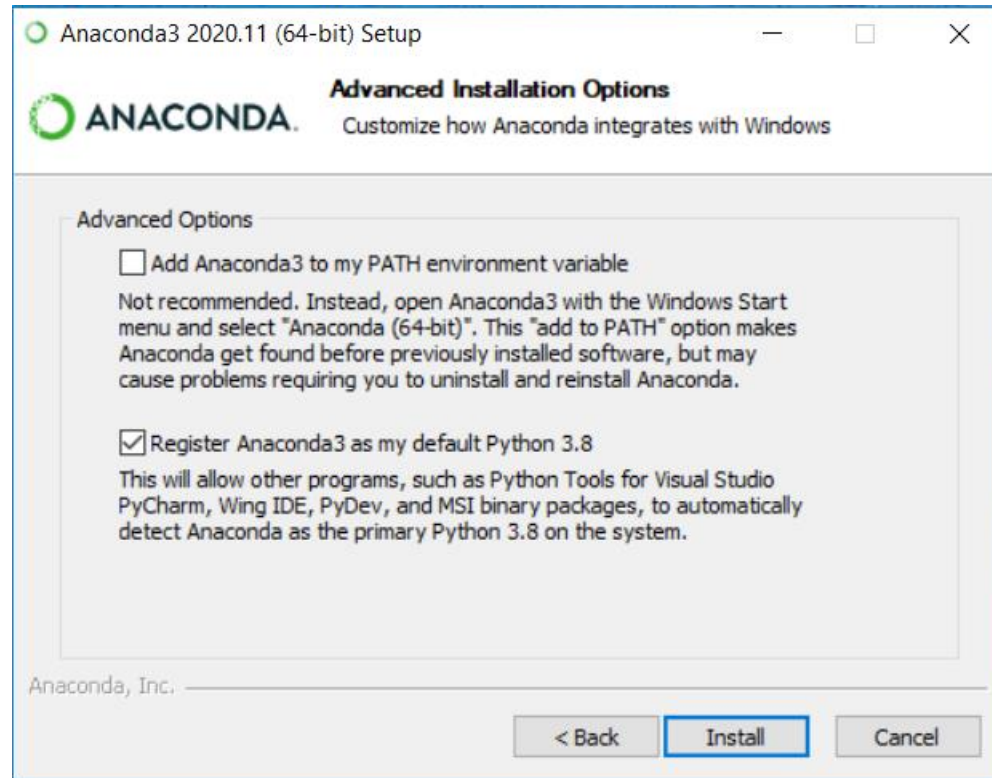 Anaconda3 2020.11 (64-bit) Setup
ANACONDA.
Advanced Installation Options
Customize how Anaconda integrates with Windows
Advanced Options
Add Anaconda3 to my PATH environment variable
Not recommended. Instead, open Anaconda3 with the Windows Start
menu and select "Anaconda (64-bit)". This "add to PATH" option makes
Anaconda get found before previously installed software, but may
cause problems requiring you to uninstall and reinstall Anaconda.
Register Anaconda3 as my default Python 3.8
This will allow other programs, such as Python Tools for Visual Studio
PyCharm, Wing IDE, PyDev, and MSI binary packages, to automatically
detect Anaconda as the primary Python 3.8 on the system.
Anaconda, Inc.
< Back
Install
Cancel